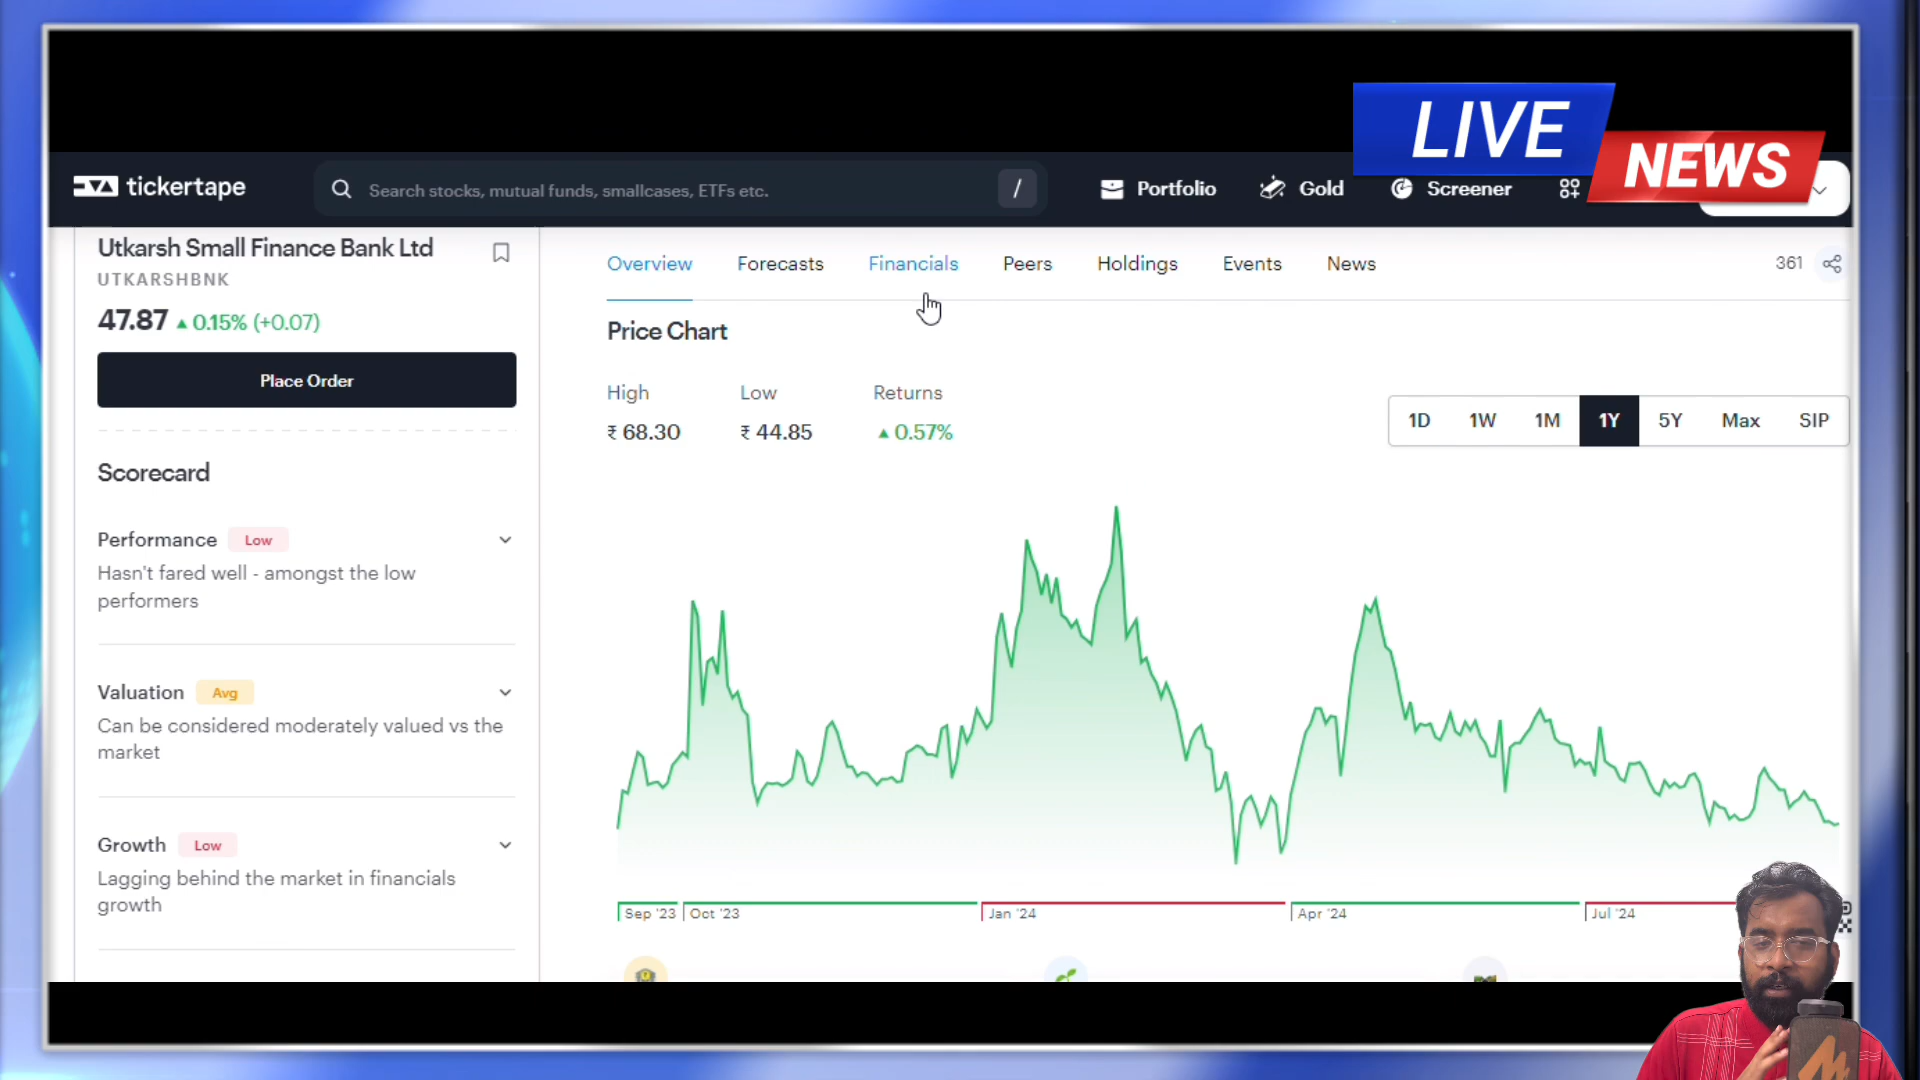 LIVE
NEWS
tickertape
Search stocks, mutual funds, smallcases, ETFs etc.
/
Portfolio
Gold
Screener
Utkarsh Small Finance Bank Ltd
UTKARSHBNK
47.87 ▲ 0.15% (+0.07)
Place Order
Scorecard
Performance Low
Hasn't fared well - amongst the low
performers
Valuation Avg
Can be considered moderately valued vs the
market
Growth Low
Lagging behind the market in financials
growth
Overview Forecasts Financials Peers Holdings Events News
361
Price Chart
High Low Returns
₹ 68.30 ₹ 44.85 ▲ 0.57%
1D 1W 1M 1Y 5Y Max SIP
Sep '23 Oct '23 Jan '24 Apr '24 Jul '24